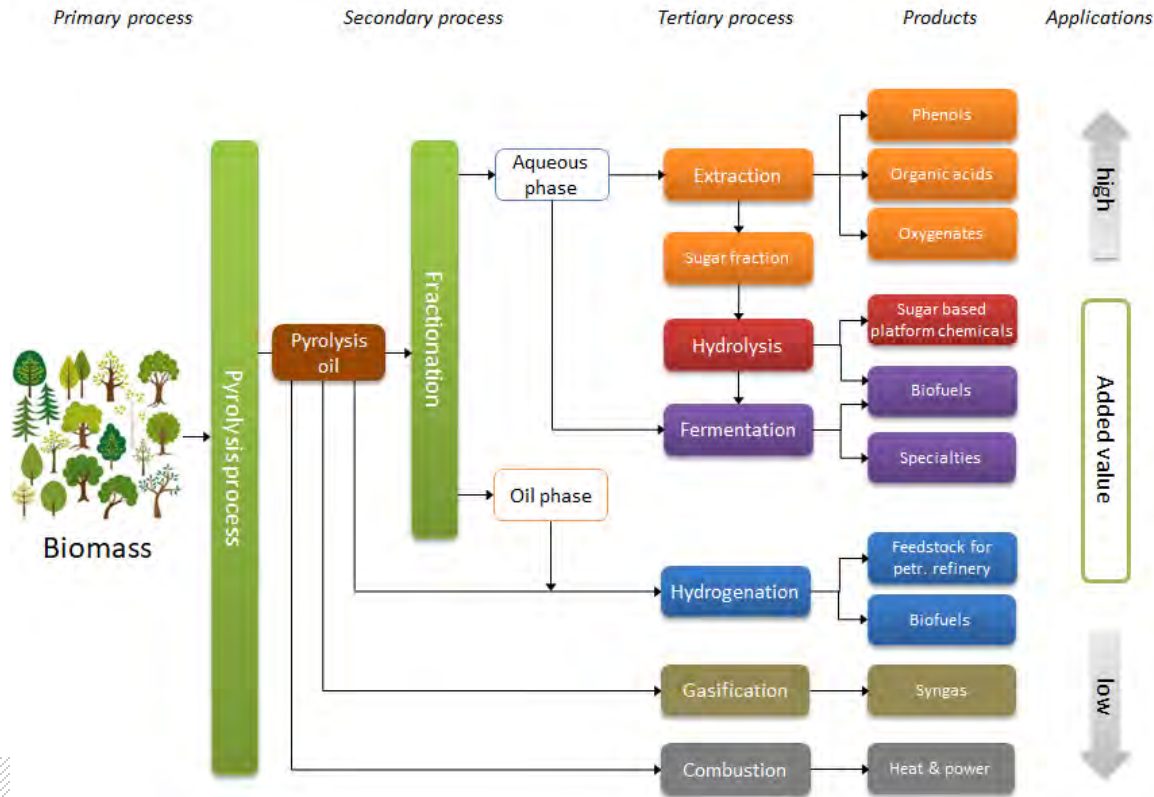 Primary process
Secondary process
Tertiary process
Products
Applications
Biomass
Pyrolysis process
Pyrolysis
oil
Fractionation
Aqueous
phase
Oil phase
Extraction
Sugar fraction
Hydrolysis
Fermentation
Hydrogenation
Gasification
Combustion
Phenols
Organic acids
Oxygenates
Sugar based
platform chemicals
Biofuels
Specialties
Feedstock for
petr. refinery
Biofuels
Syngas
Heat & power
high
Added value
low